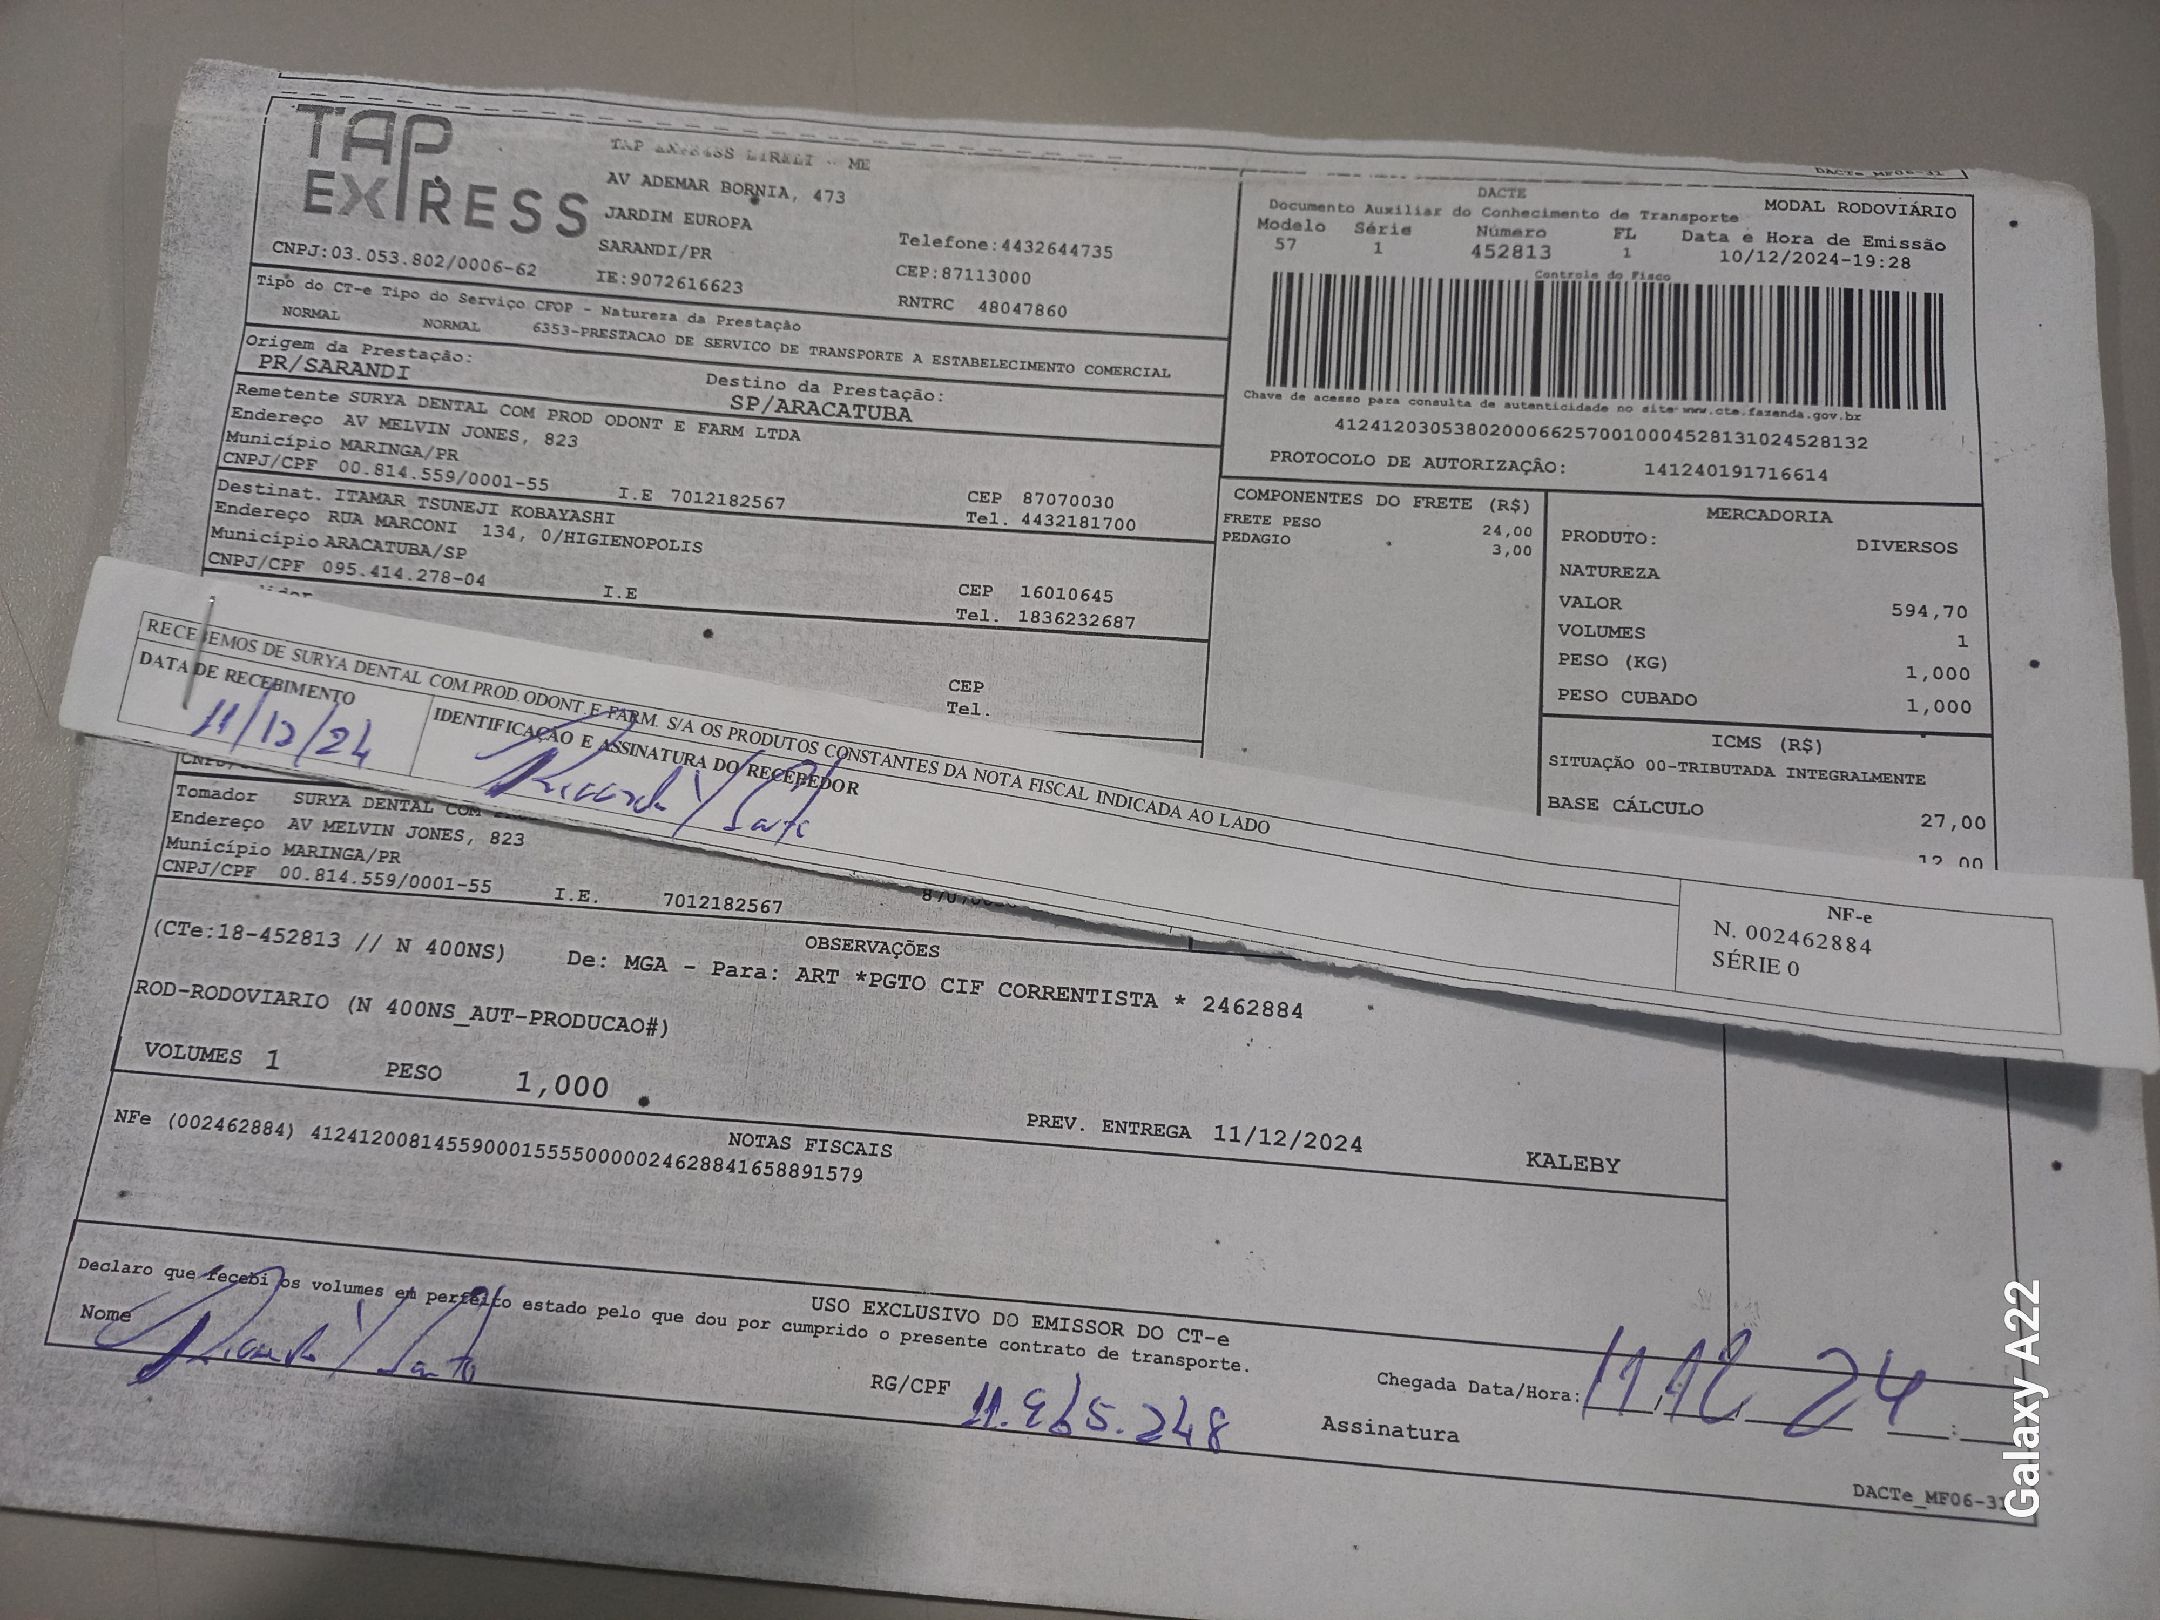 DACTe_MF06-31
TAP
EXPRESS
TAP EXPRESS EIRELI - ME
AV ADEMAR BORNIA, 473
JARDIM EUROPA
SARANDI/PR
IE:9072616623
CNPJ:03.053.802/0006-62
Telefone:4432644735
CEP:87113000
RNTRC 48047860
DACTE
Documento Auxiliar do Conhecimento de Transporte
MODAL RODOVIÁRIO
Modelo Série Número FL Data e Hora de Emissão
57 1 452813 1 10/12/2024-19:28
Controle do Fisco
Chave de acesso para consulta de autenticidade no site www.cte.fazenda.gov.br
41241203053802000662570010004528131024528132
PROTOCOLO DE AUTORIZAÇÃO: 141240191716614
Tipo do CT-e Tipo do Serviço CFOP - Natureza da Prestação
NORMAL NORMAL 6353-PRESTACAO DE SERVICO DE TRANSPORTE A ESTABELECIMENTO COMERCIAL
Origem da Prestação: Destino da Prestação:
PR/SARANDI SP/ARACATUBA
Remetente SURYA DENTAL COM PROD ODONT E FARM LTDA
Endereço AV MELVIN JONES, 823
Município MARINGA/PR CEP 87070030
CNPJ/CPF 00.814.559/0001-55 I.E 7012182567 Tel. 4432181700
Destinat. ITAMAR TSUNEJI KOBAYASHI
Endereço RUA MARCONI 134, 0/HIGIENOPOLIS
Município ARACATUBA/SP CEP 16010645
CNPJ/CPF 095.414.278-04 I.E Tel. 1836232687
CEP
Tel.
COMPONENTES DO FRETE (R$)
FRETE PESO 24,00
PEDAGIO 3,00
MERCADORIA
PRODUTO: DIVERSOS
NATUREZA
VALOR 594,70
VOLUMES 1
PESO (KG) 1,000
PESO CUBADO 1,000
ICMS (R$)
SITUAÇÃO 00-TRIBUTADA INTEGRALMENTE
BASE CÁLCULO 27,00
12,00
RECEBEMOS DE SURYA DENTAL COM.PROD.ODONT.E FARM. S/A OS PRODUTOS CONSTANTES DA NOTA FISCAL INDICADA AO LADO
DATA DE RECEBIMENTO IDENTIFICAÇÃO E ASSINATURA DO RECEBEDOR
11/12/24
NF-e
N. 002462884
SÉRIE 0
Tomador SURYA DENTAL COM
Endereço AV MELVIN JONES, 823
Município MARINGA/PR
CNPJ/CPF 00.814.559/0001-55 I.E. 7012182567
OBSERVAÇÕES
(CTe:18-452813 // N 400NS) De: MGA - Para: ART *PGTO CIF CORRENTISTA * 2462884
ROD-RODOVIARIO (N 400NS_AUT-PRODUCAO#)
VOLUMES 1 PESO 1,000 PREV. ENTREGA 11/12/2024 KALEBY
NOTAS FISCAIS
NFe (002462884) 41241200814559000155550000024628841658891579
USO EXCLUSIVO DO EMISSOR DO CT-e
Declaro que recebi os volumes em perfeito estado pelo que dou por cumprido o presente contrato de transporte.
Nome RG/CPF Chegada Data/Hora: 11 12 24
Assinatura
DACTe_MF06-31
Galaxy A22